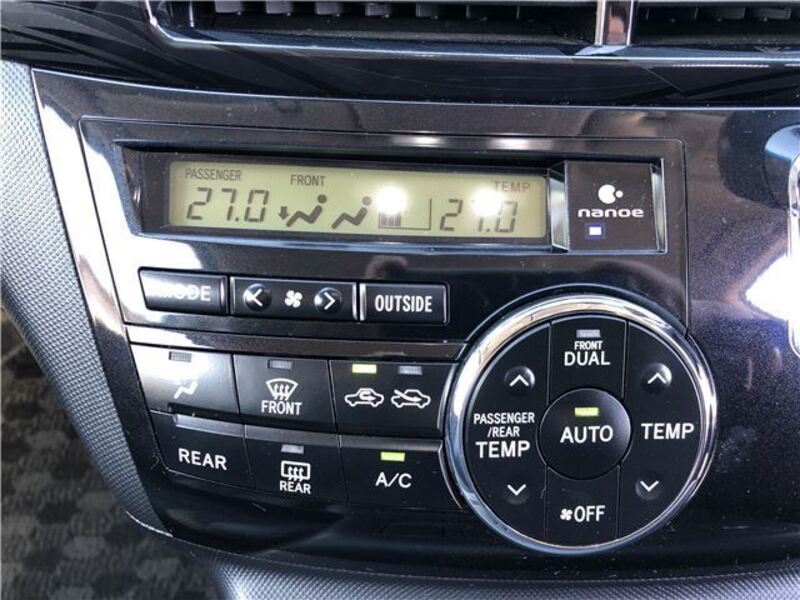 PASSENGER FRONT TEMP
27.0 27.0
nanoe
MODE OUTSIDE
FRONT
DUAL
FRONT
PASSENGER
/REAR
TEMP
AUTO
TEMP
REAR
REAR
A/C
OFF